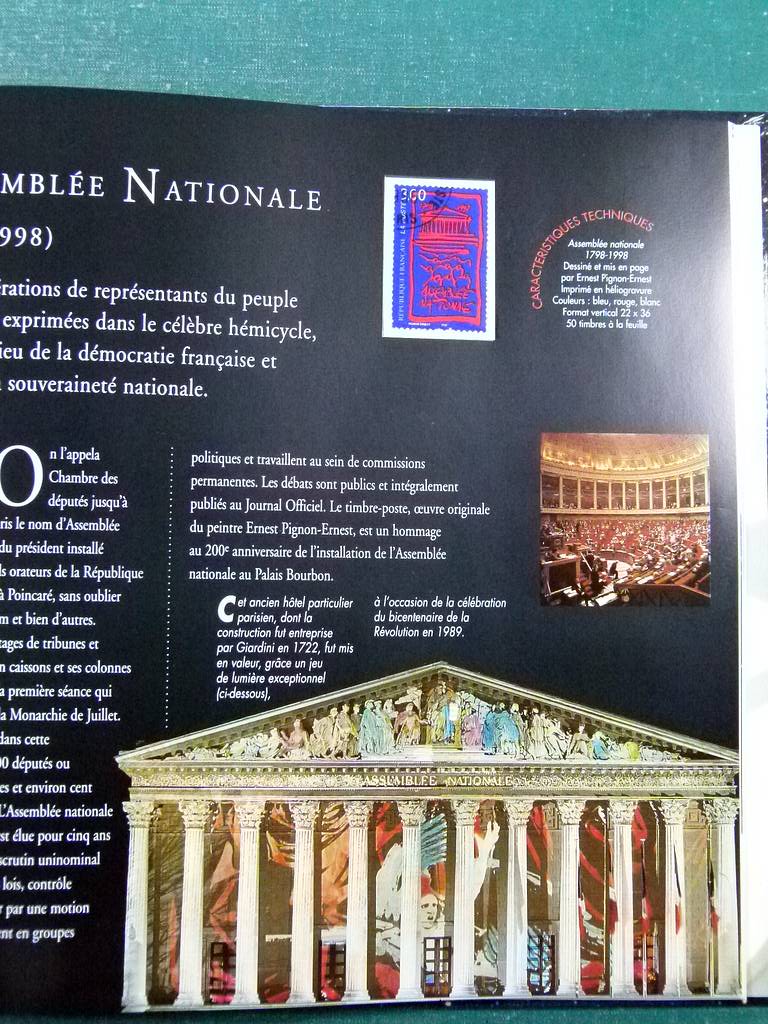 MBLÉE NATIONALE
998)
érations de représentants du peuple
exprimées dans le célèbre hémicycle,
ieu de la démocratie française et
souveraineté nationale.
3,00
LA POSTE
RÉPUBLIQUE FRANÇAISE
ASSEMBLÉE
NATIONALE
CARACTÉRISTIQUES TECHNIQUES
Assemblée nationale
1798-1998
Dessiné et mis en page
par Ernest Pignon-Ernest
Imprimé en héliogravure
Couleurs : bleu, rouge, blanc
Format vertical 22 x 36
50 timbres à la feuille
On l'appela
Chambre des
députés jusqu'à
ris le nom d'Assemblée
du président installé
ls orateurs de la République
à Poincaré, sans oublier
m et bien d'autres.
tages de tribunes et
n caissons et ses colonnes
a première séance qui
la Monarchie de Juillet.
dans cette
00 députés ou
es et environ cent
L'Assemblée nationale
st élue pour cinq ans
scrutin uninominal
lois, contrôle
r par une motion
nt en groupes
politiques et travaillent au sein de commissions
permanentes. Les débats sont publics et intégralement
publiés au Journal Officiel. Le timbre-poste, œuvre originale
du peintre Ernest Pignon-Ernest, est un hommage
au 200e anniversaire de l'installation de l'Assemblée
nationale au Palais Bourbon.
Cet ancien hôtel particulier
parisien, dont la
construction fut entreprise
par Giardini en 1722, fut mis
en valeur, grâce un jeu
de lumière exceptionnel
(ci-dessous),
à l'occasion de la célébration
du bicentenaire de la
Révolution en 1989.
ASSEMBLÉE NATIONALE